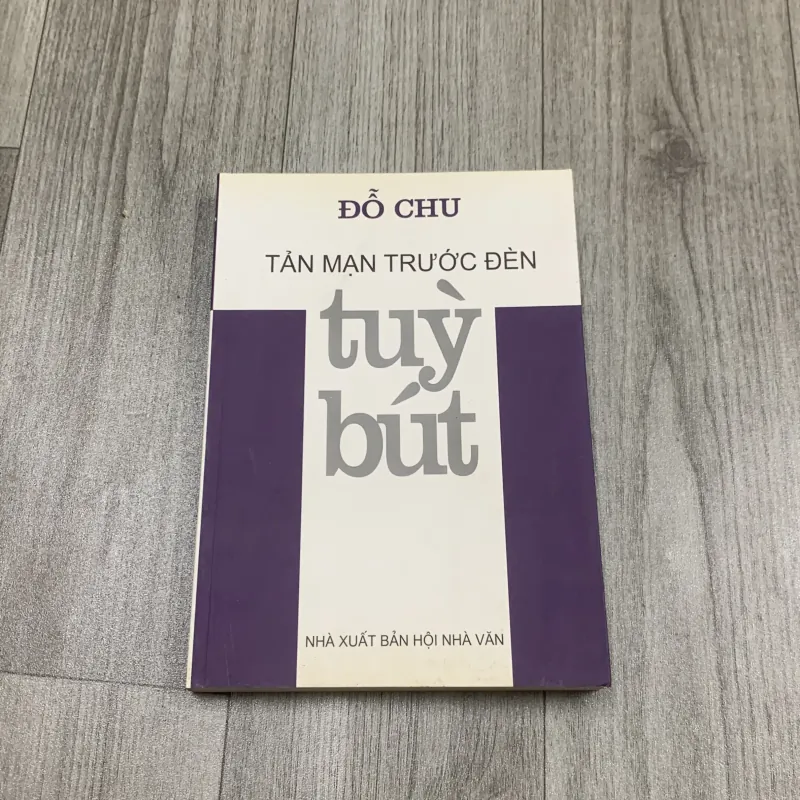 ĐỖ CHU
TẢN MẠN TRƯỚC ĐÈN
tuỳ
bút
NHÀ XUẤT BẢN HỘI NHÀ VĂN